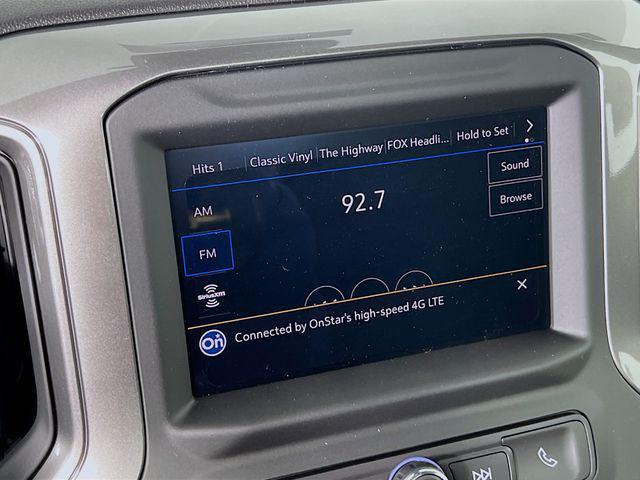 Hits 1 Classic Vinyl The Highway FOX Headli... Hold to Set
Sound
AM
92.7
Browse
FM
SiriusXM
On Connected by OnStar's high-speed 4G LTE